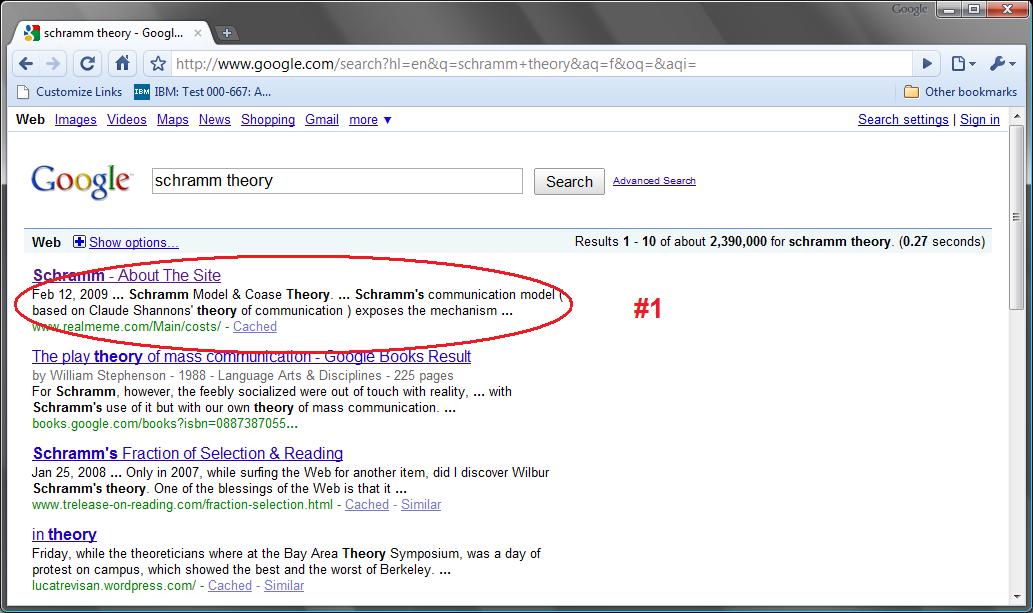 Google
schramm theory - Googl...
http://www.google.com/search?hl=en&q=schramm+theory&aq=f&oq=&aqi=
Customize Links IBM IBM: Test 000-667: A... Other bookmarks
Web Images Videos Maps News Shopping Gmail more ▼ Search settings | Sign in
Google schramm theory Search Advanced Search
Web Show options... Results 1 - 10 of about 2,390,000 for schramm theory. (0.27 seconds)
Schramm - About The Site
Feb 12, 2009 ... Schramm Model & Coase Theory. ... Schramm's communication model (
based on Claude Shannons' theory of communication ) exposes the mechanism ...
www.realmeme.com/Main/costs/ - Cached
#1
The play theory of mass communication - Google Books Result
by William Stephenson - 1988 - Language Arts & Disciplines - 225 pages
For Schramm, however, the feebly socialized were out of touch with reality, ... with
Schramm's use of it but with our own theory of mass communication. ...
books.google.com/books?isbn=0887387055...
Schramm's Fraction of Selection & Reading
Jan 25, 2008 ... Only in 2007, while surfing the Web for another item, did I discover Wilbur
Schramm's theory. One of the blessings of the Web is that it ...
www.trelease-on-reading.com/fraction-selection.html - Cached - Similar
in theory
Friday, while the theoreticians where at the Bay Area Theory Symposium, was a day of
protest on campus, which showed the best and the worst of Berkeley. ...
lucatrevisan.wordpress.com/ - Cached - Similar